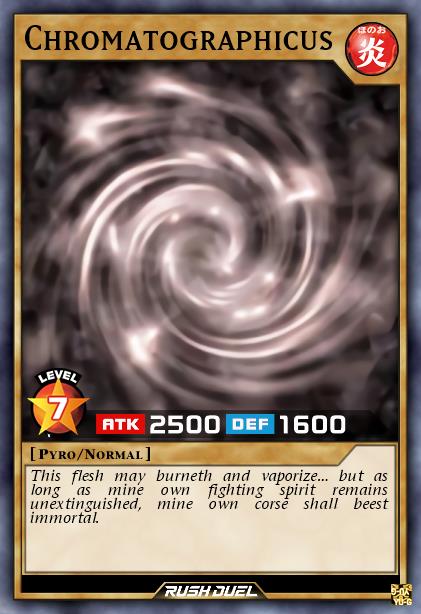 CHROMATOGRAPHICUS
ほのお
炎
LEVEL
7
ATK 2500 DEF 1600
[PYRO/NORMAL]
This flesh may burneth and vaporize... but as
long as mine own fighting spirit remains
unextinguished, mine own corse shall beest
immortal.
RUSH DUEL